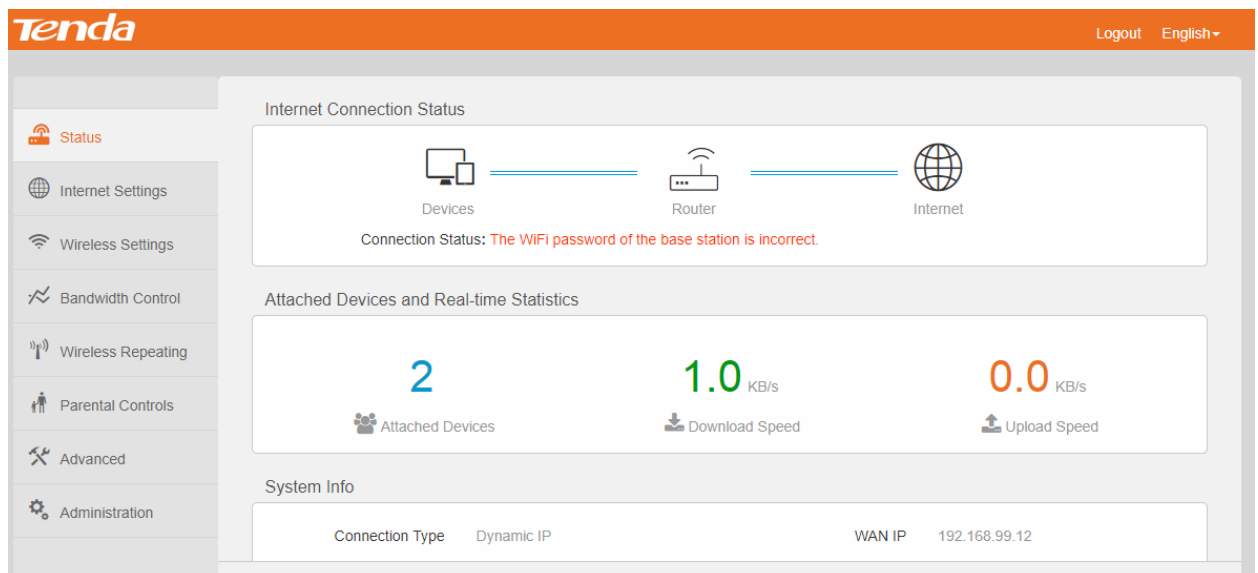 Tenda
Logout English
Status
Internet Settings
Wireless Settings
Bandwidth Control
Wireless Repeating
Parental Controls
Advanced
Administration
Internet Connection Status
Devices Router Internet
Connection Status: The WiFi password of the base station is incorrect.
Attached Devices and Real-time Statistics
2 1.0 KB/s 0.0 KB/s
Attached Devices Download Speed Upload Speed
System Info
Connection Type Dynamic IP WAN IP 192.168.99.12